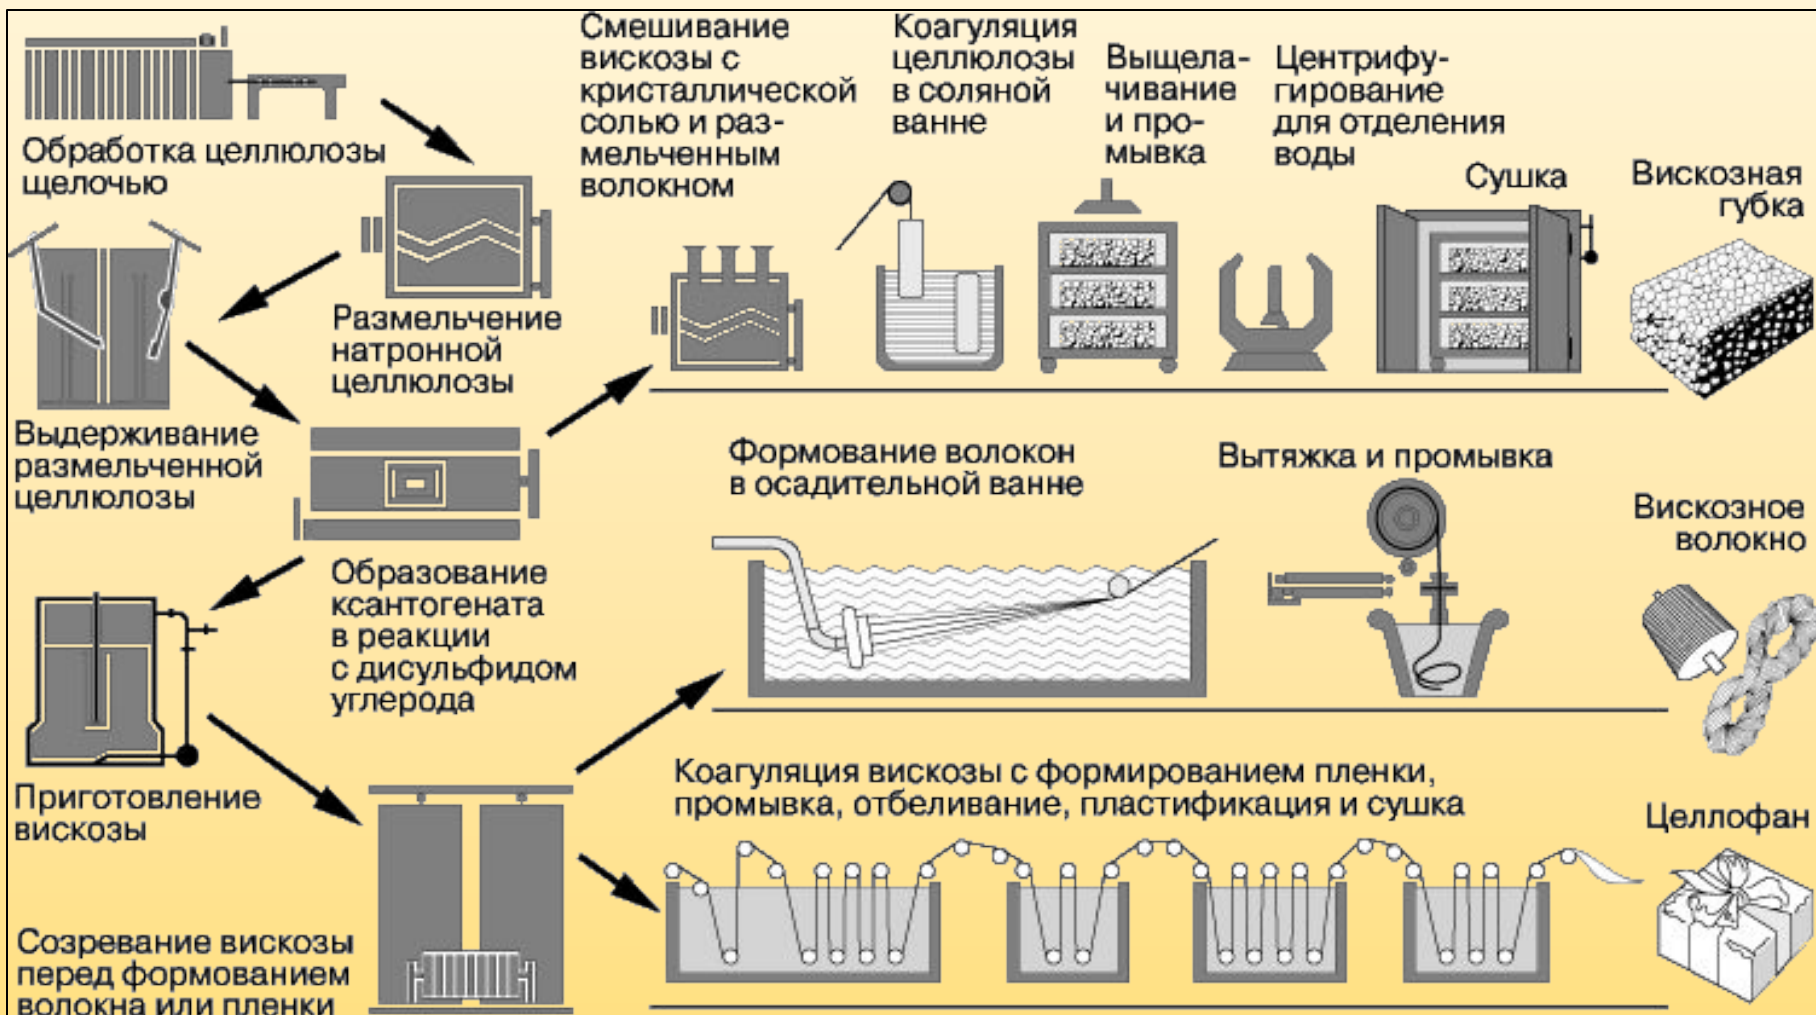 Обработка целлюлозы
щелочью
Размельчение
натронной
целлюлозы
Выдерживание
размельченной
целлюлозы
Образование
ксантогената
в реакции
с дисульфидом
углерода
Приготовление
вискозы
Созревание вискозы
перед формованием
волокна или пленки
Смешивание
вискозы с
кристаллической
солью и раз-
мельченным
волокном
Коагуляция
целлюлозы
в соляной
ванне
Выщела-
чивание
и про-
мывка
Центрифу-
гирование
для отделения
воды
Сушка
Вискозная
губка
Формование волокон
в осадительной ванне
Вытяжка и промывка
Вискозное
волокно
Коагуляция вискозы с формированием пленки,
промывка, отбеливание, пластификация и сушка
Целлофан